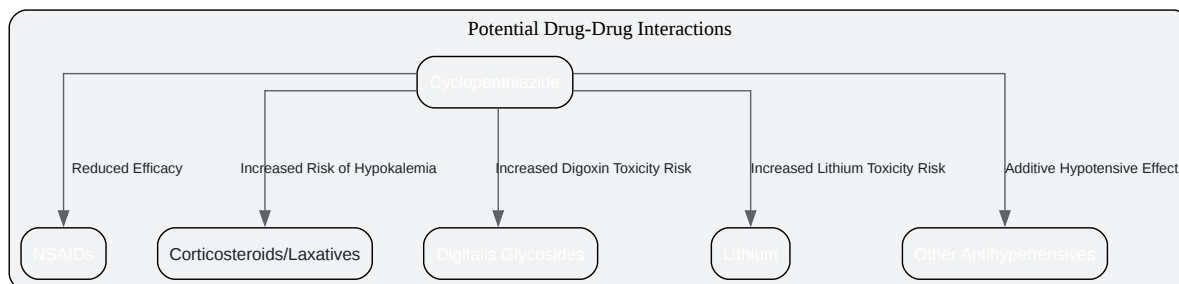 Potential Drug-Drug Interactions
Cyclopenthiazide
Reduced Efficacy
Increased Risk of Hypokalemia
Increased Digoxin Toxicity Risk
Increased Lithium Toxicity Risk
Additive Hypotensive Effect
NSAIDs
Corticosteroids/Laxatives
Digitalis Glycosides
Lithium
Other Antihypertensives